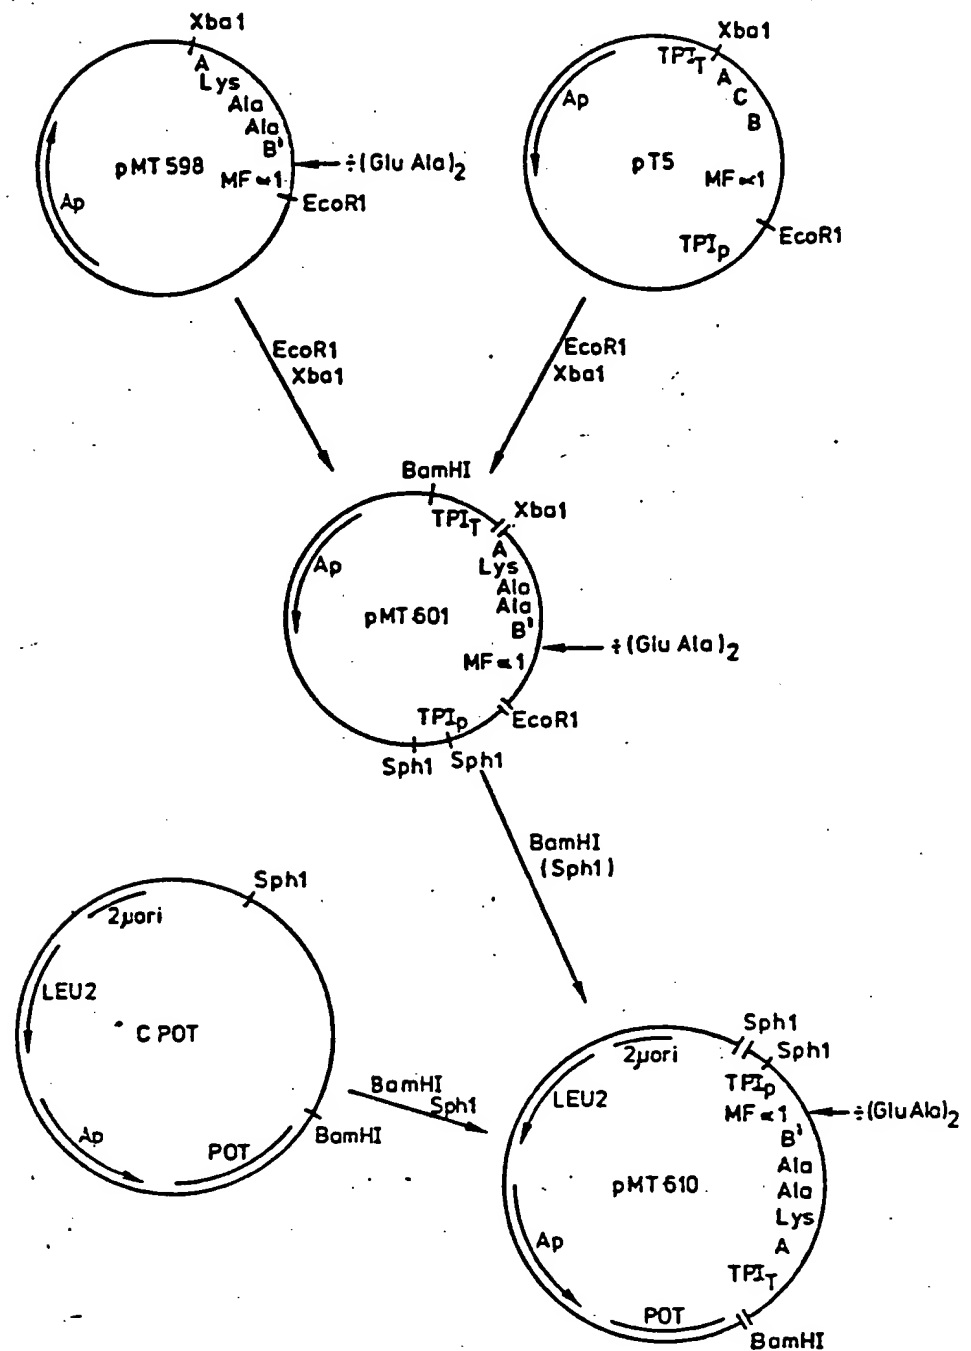 Xba1
A
Lys
Ala
Ala
B'
pMT 598
÷(Glu Ala)2
MF∝1
EcoR1
Ap
Xba1
TPIT
A
C
B
Ap
pT5
MF∝1
EcoR1
TPIp
EcoR1
Xba1
EcoR1
Xba1
BamHI
TPIT
Xba1
A
Lys
Ala
Ala
B'
Ap
pMT 601
÷(Glu Ala)2
MF∝1
TPIp
EcoR1
Sph1
Sph1
BamHI
(Sph1)
Sph1
2µori
LEU2
C POT
Ap
POT
BamHI
BamHI
Sph1
Sph1
Sph1
2µori
TPIp
LEU2
MF∝1
÷(Glu Ala)2
B'
Ala
Ala
pMT 610
Lys
Ap
A
TPIT
POT
BamHI